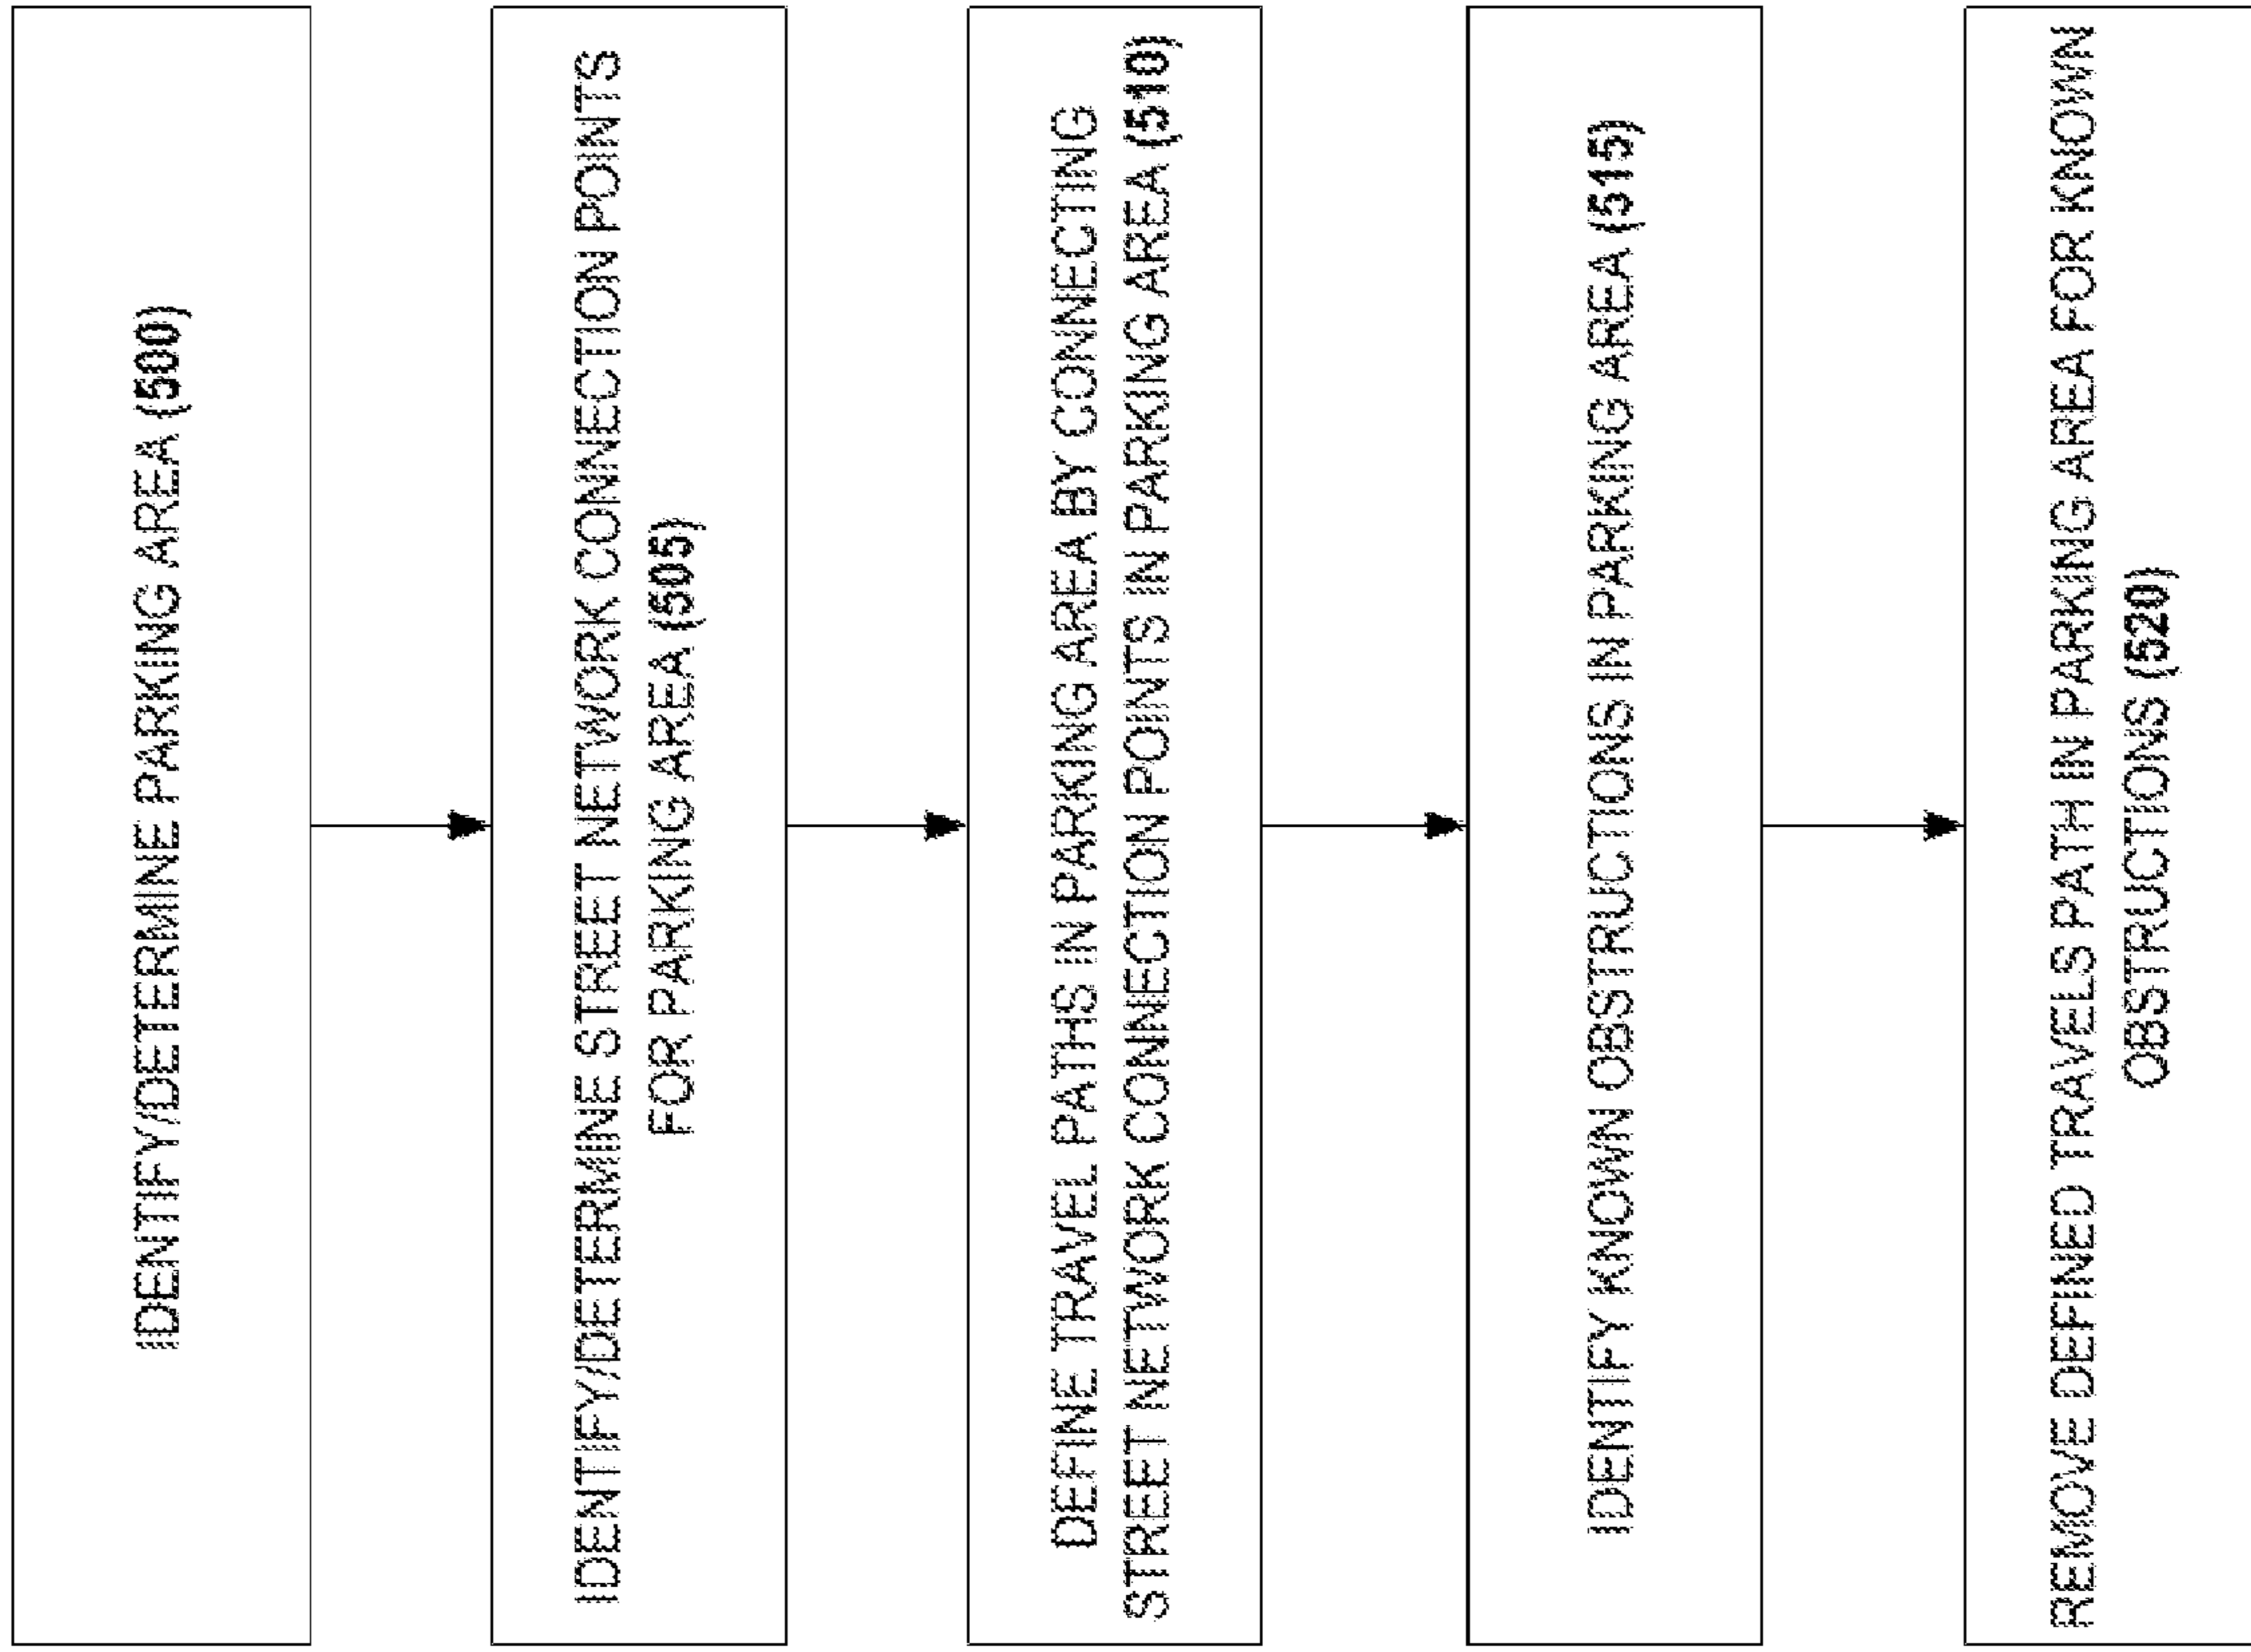 IDENTIFY/DETERMINE PARKING AREA (500)
IDENTIFY/DETERMINE STREET NETWORK CONNECTION POINTS
FOR PARKING AREA (505)
DEFINE TRAVEL PATHS IN PARKING AREA BY CONNECTING
STREET NETWORK CONNECTION POINTS IN PARKING AREA (510)
IDENTIFY KNOWN OBSTRUCTIONS IN PARKING AREA (515)
REMOVE DEFINED TRAVELS PATH IN PARKING AREA FOR KNOWN
OBSTRUCTIONS (520)